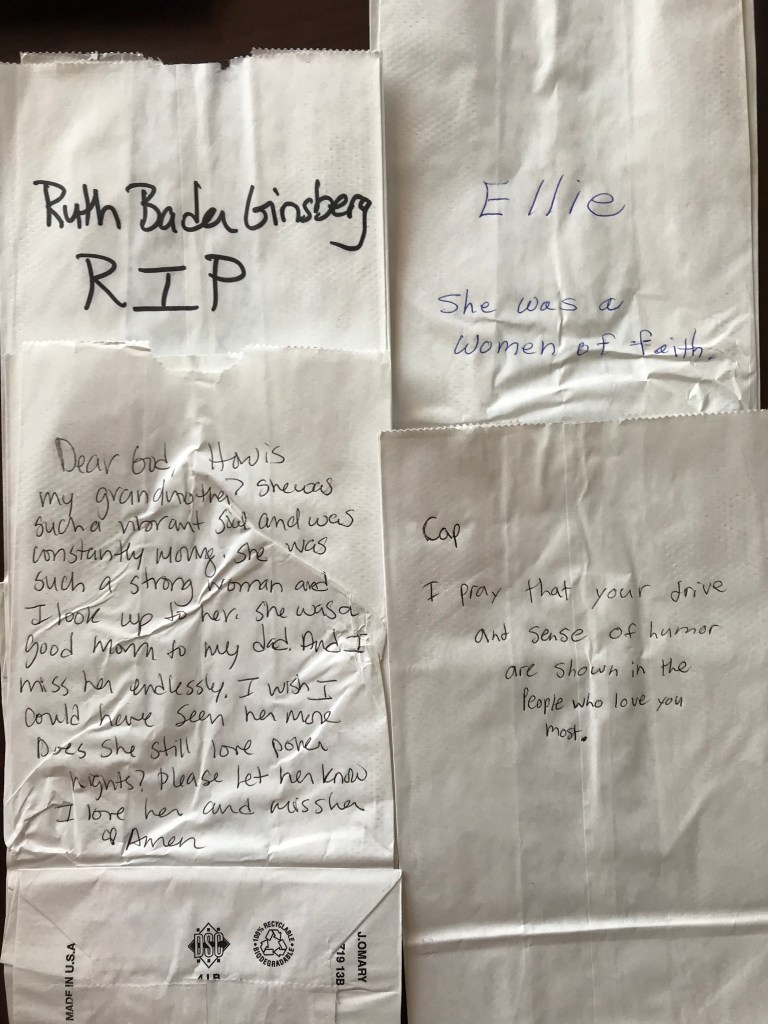 Ruth Bader Ginsberg
RIP
Ellie
She was a
women of faith.
Dear God, How is
my grandmother? She was
such a vibrant soul and was
constantly moving. She was
such a strong woman and
I look up to her. She was a
good mom to my dad. And I
miss her endlessly. I wish I
could have seen her more
Does she still love poker
nights? Please let her know
I love her and miss her
Amen
Cap
I pray that your drive
and sense of humor
are shown in the
People who love you
most.
MADE IN U.S.A
DSC
4LB
100% RECYCLABLE
BIODEGRADABLE
J.OMARY
719 13B